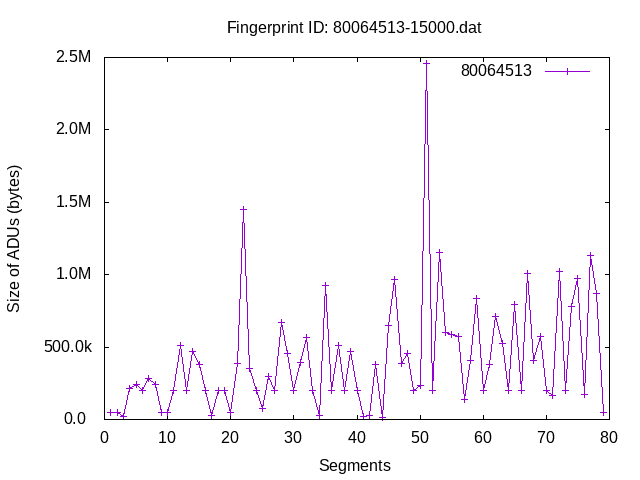 Fingerprint ID: 80064513-15000.dat
80064513
2.5M
2.0M
1.5M
1.0M
500.0k
0.0
Size of ADUs (bytes)
0 10 20 30 40 50 60 70 80
Segments